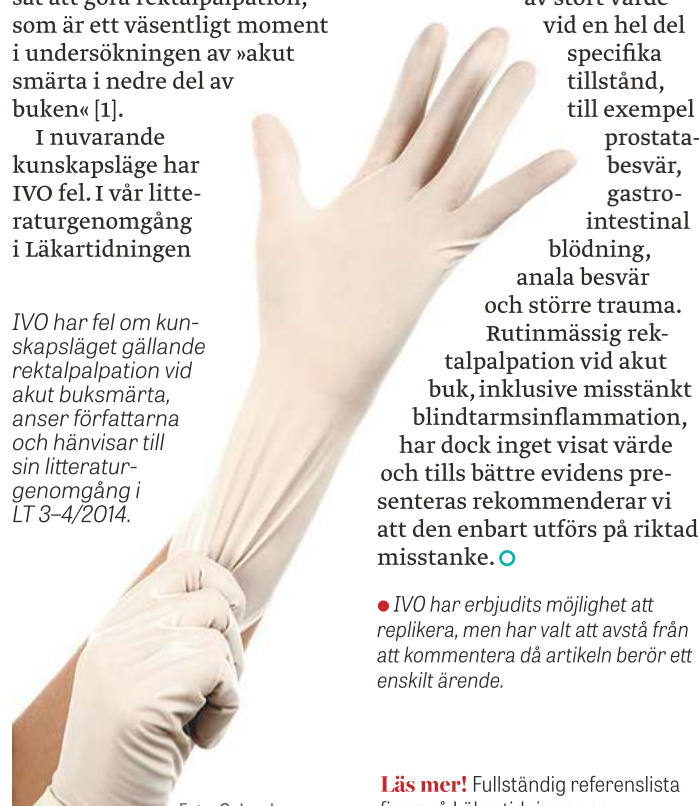 som är ett väsentligt moment
i undersökningen av »akut
smärta i nedre del av
buken« [1].
I nuvarande
kunskapsläge har
IVO fel. I vår litte-
raturgenomgång
i Läkartidningen
IVO har fel om kun-
skapsläget gällande
rektalpalpation vid
akut buksmärta,
anser författarna
och hänvisar till
sin litteratur-
genomgång i
LT 3–4/2014.
av stort värde
vid en hel del
specifika
tillstånd,
till exempel
prostata-
besvär,
gastro-
intestinal
blödning,
anala besvär
och större trauma.
Rutinmässig rek-
talpalpation vid akut
buk, inklusive misstänkt
blindtarmsinflammation,
har dock inget visat värde
och tills bättre evidens pre-
senteras rekommenderar vi
att den enbart utförs på riktad
misstanke.
● IVO har erbjudits möjlighet att
replikera, men har valt att avstå från
att kommentera då artikeln berör ett
enskilt ärende.
Läs mer! Fullständig referenslista